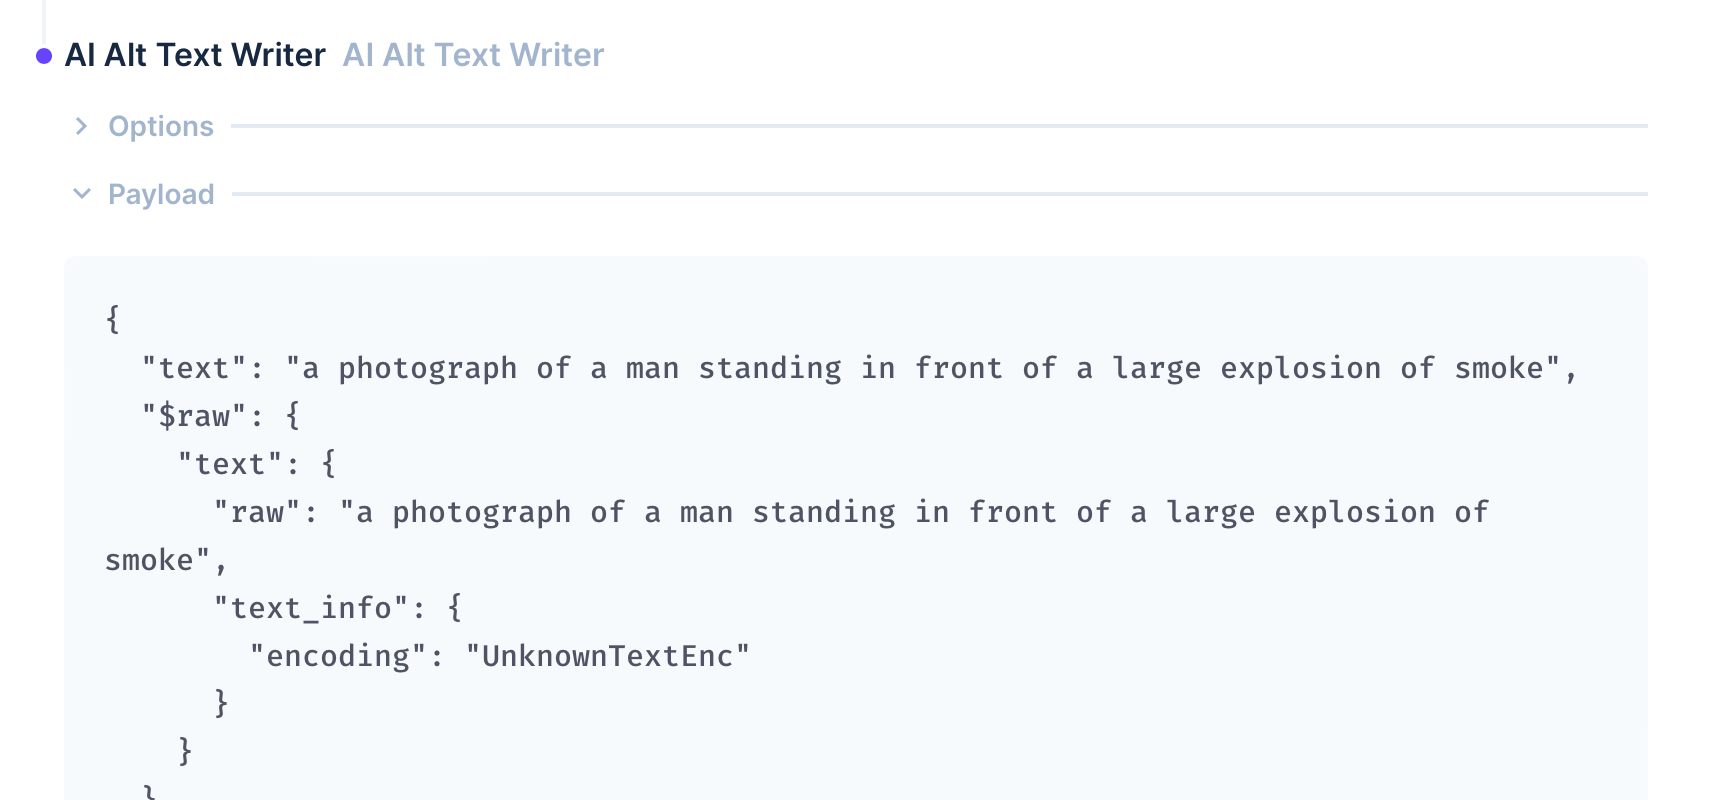 AI Alt Text Writer AI Alt Text Writer
Options
Payload
{
  "text": "a photograph of a man standing in front of a large explosion of smoke",
  "$raw": {
    "text": {
      "raw": "a photograph of a man standing in front of a large explosion of
smoke",
      "text_info": {
        "encoding": "UnknownTextEnc"
      }
    }
  }